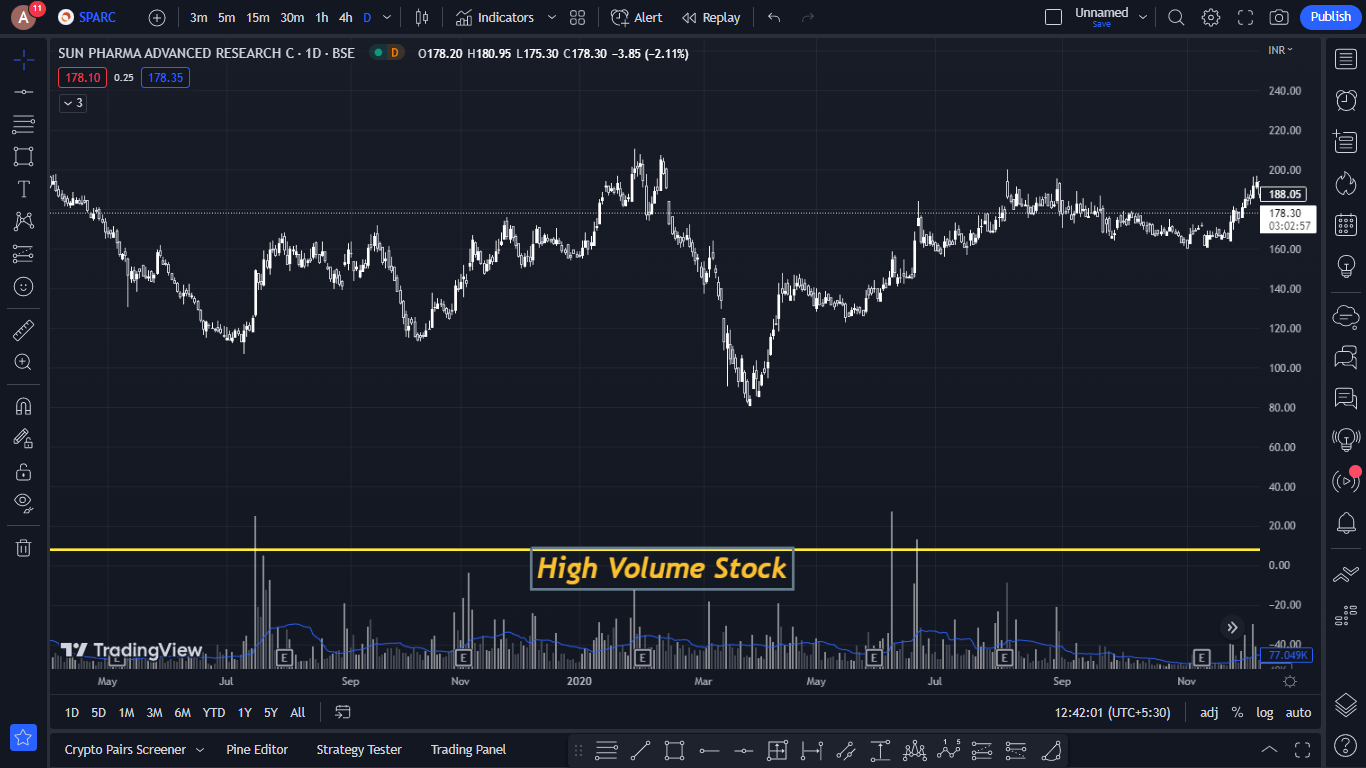 A 11 SPARC 3m 5m 15m 30m 1h 4h D Indicators Alert Replay Unnamed Save Publish
SUN PHARMA ADVANCED RESEARCH C · 1D · BSE D O178.20 H180.95 L175.30 C178.30 −3.85 (−2.11%) INR
178.10 0.25 178.35
3
240.00
220.00
200.00
188.05
178.30
03:02:57
160.00
140.00
120.00
100.00
80.00
60.00
40.00
20.00
0.00
−20.00
−40.00
77.049K
High Volume Stock
TradingView
E E E E E E E
May Jul Sep Nov 2020 Mar May Jul Sep Nov
1D 5D 1M 3M 6M YTD 1Y 5Y All 12:42:01 (UTC+5:30) adj % log auto
Crypto Pairs Screener Pine Editor Strategy Tester Trading Panel